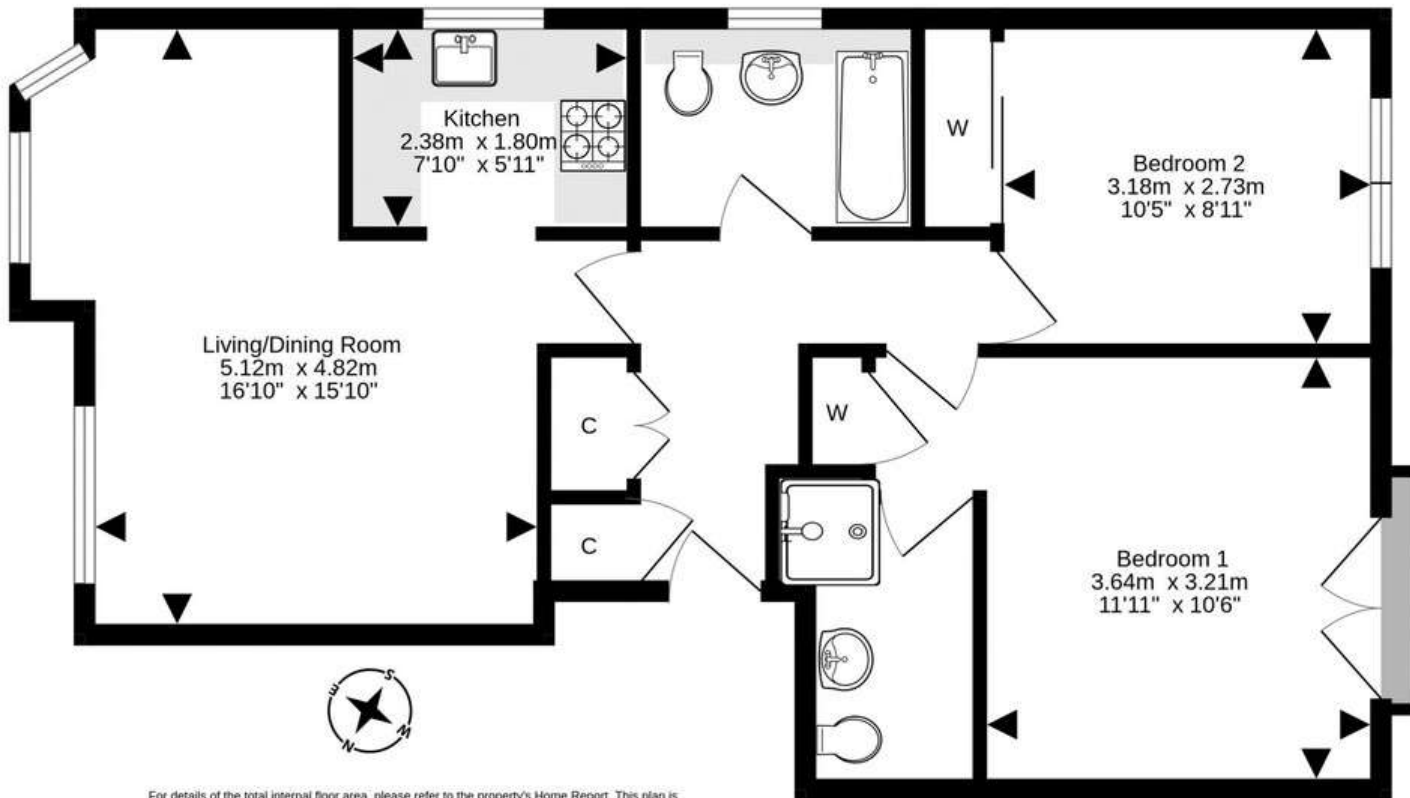 Kitchen
2.38m x 1.80m
7'10" x 5'11"
W
Bedroom 2
3.18m x 2.73m
10'5" x 8'11"
Living/Dining Room
5.12m x 4.82m
16'10" x 15'10"
C
W
C
Bedroom 1
3.64m x 3.21m
11'11" x 10'6"
S
E
W
N
For details of the total internal floor area, please refer to the property's Home Report. This plan is